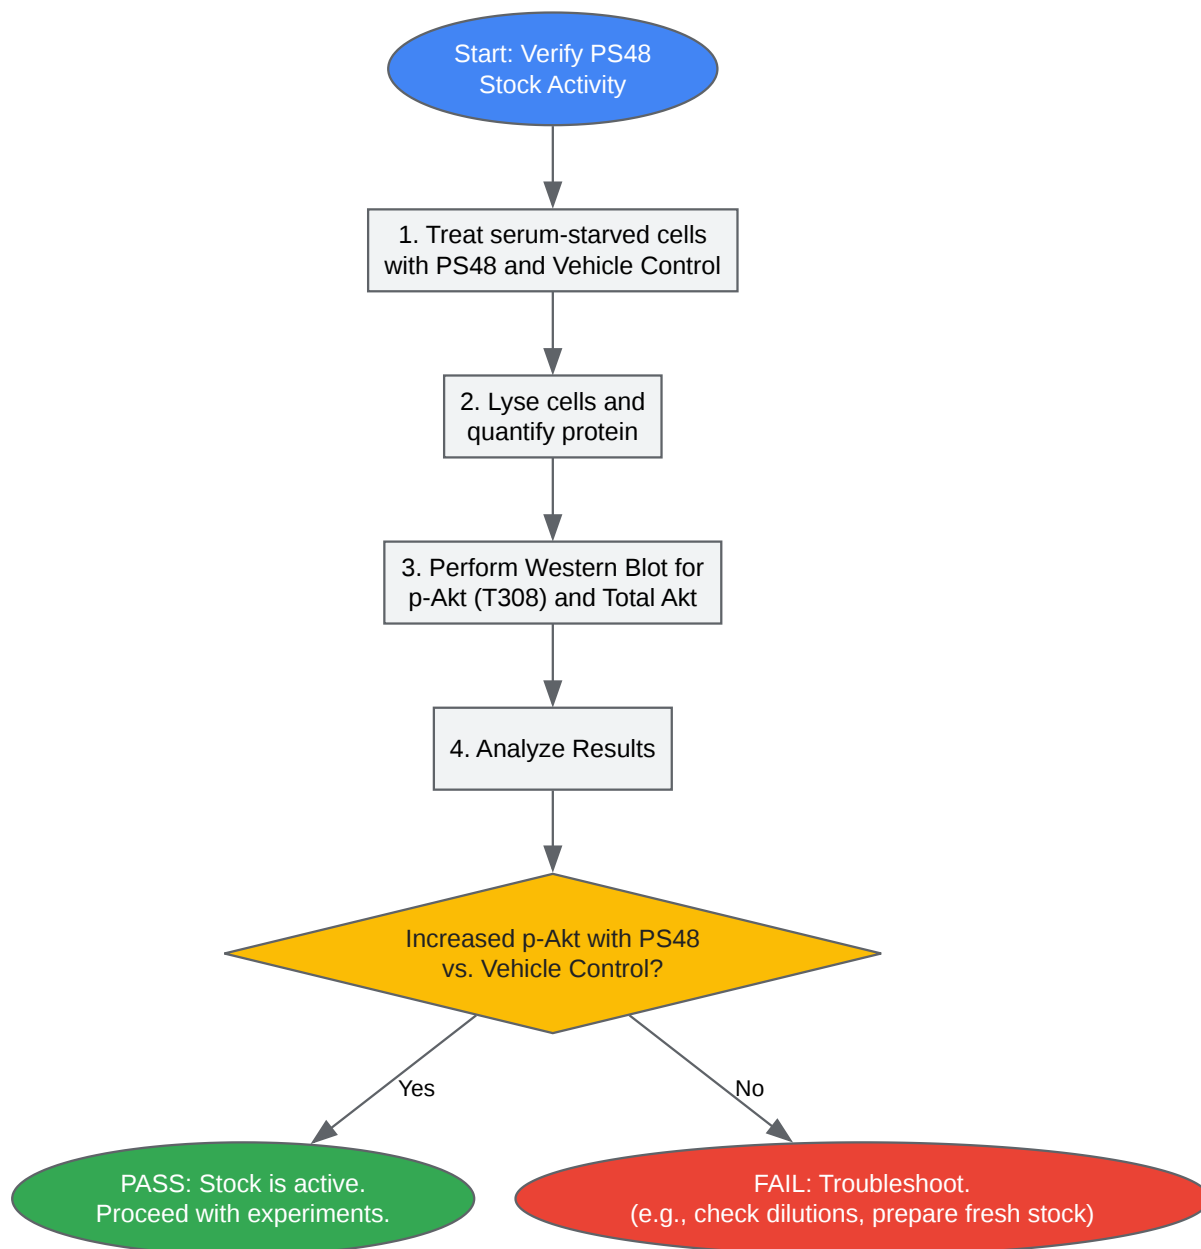 Start: Verify PS48
Stock Activity
1. Treat serum-starved cells
with PS48 and Vehicle Control
2. Lyse cells and
quantify protein
3. Perform Western Blot for
p-Akt (T308) and Total Akt
4. Analyze Results
Increased p-Akt with PS48
vs. Vehicle Control?
Yes
No
PASS: Stock is active.
Proceed with experiments.
FAIL: Troubleshoot.
(e.g., check dilutions, prepare fresh stock)